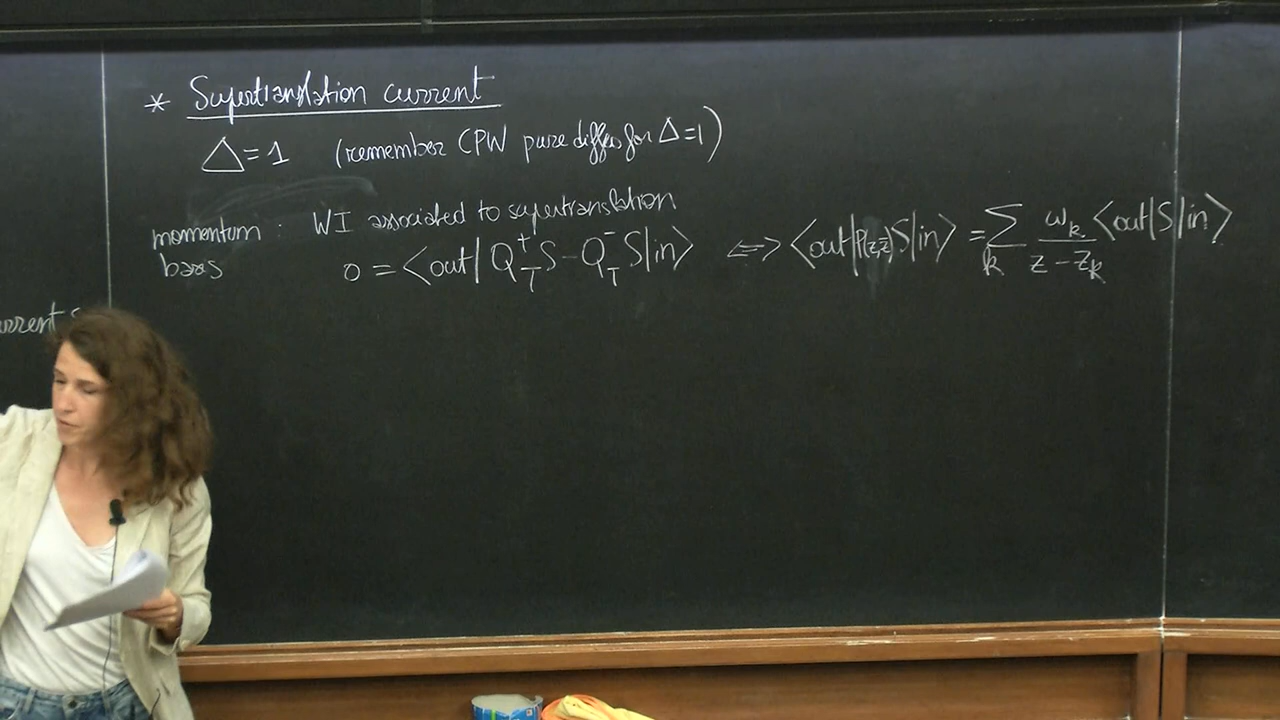 * Supertranslation current
Δ = 1 (remember CPW pure diffeo for Δ=1)
momentum basis : WI associated to supertranslation
0 = <out| Q_T^+ S - Q_T^- S |in> <=> <out| P(z,z̄) S |in> = Σ_k ω_k / (z - z_k) <out| S |in>
urrent